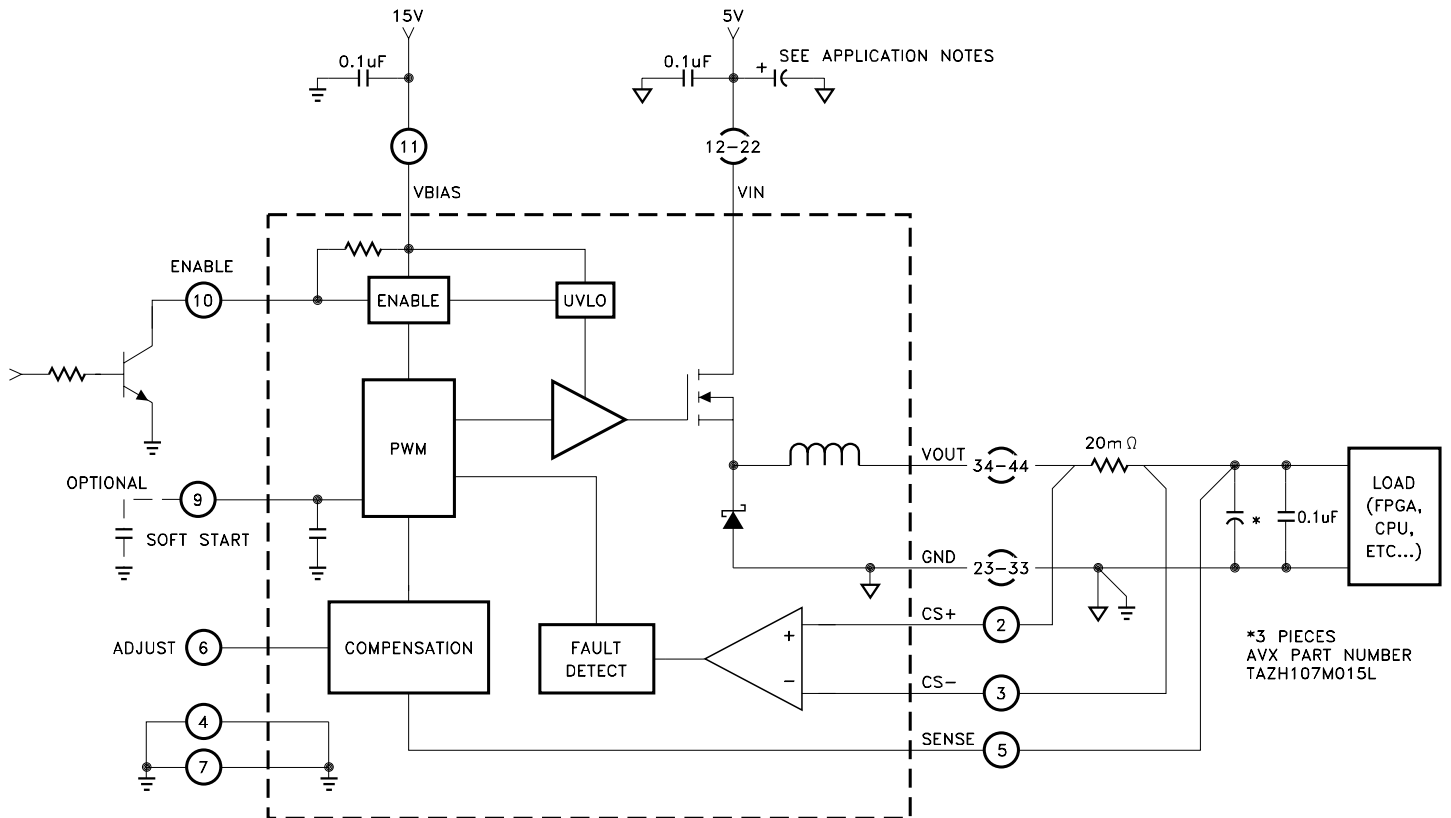 15V
5V
0.1uF
0.1uF
+
SEE APPLICATION NOTES
11
12-22
VBIAS
VIN
ENABLE
10
ENABLE
UVLO
PWM
OPTIONAL
9
SOFT START
VOUT
34-44
20mΩ
LOAD
(FPGA,
CPU,
ETC...)
*
0.1uF
GND
23-33
CS+
2
ADJUST
6
COMPENSATION
FAULT
DETECT
+
-
CS-
3
*3 PIECES
AVX PART NUMBER
TAZH107M015L
4
SENSE
5
7